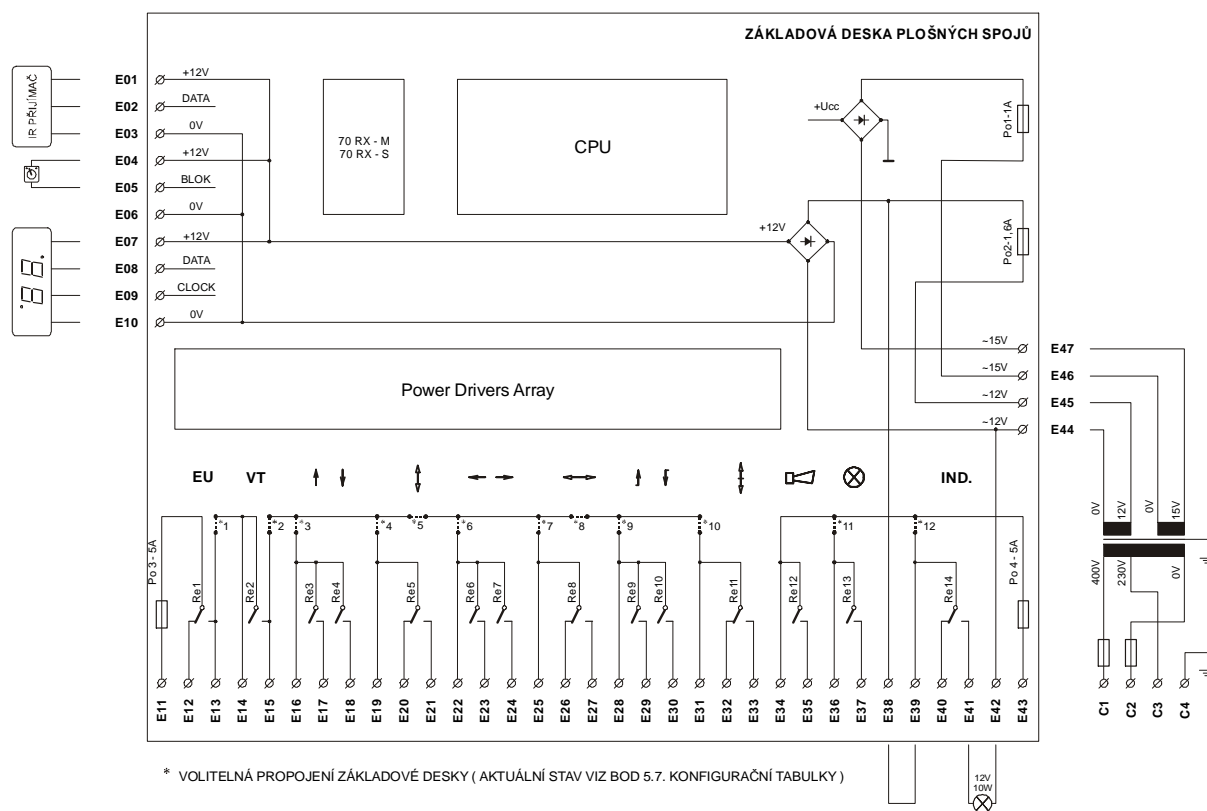 ZÁKLADOVÁ DESKA PLOŠNÝCH SPOJŮ
IR PŘIJÍMAČ
E01 +12V
E02 DATA
E03 0V
E04 +12V
E05 BLOK
E06 0V
E07 +12V
E08 DATA
E09 CLOCK
E10 0V
70 RX - M
70 RX - S
CPU
+Ucc
Po1-1A
+12V
Po2-1,6A
Power Drivers Array
~15V E47
~15V E46
~12V E45
~12V E44
EU VT IND.
*1 *2 *3 *4 *5 *6 *7 *8 *9 *10 *11 *12
Po 3 - 5A
Re1 Re2 Re3 Re4 Re5 Re6 Re7 Re8 Re9 Re10 Re11 Re12 Re13 Re14
Po 4 - 5A
0V 12V 0V 15V
400V 230V 0V
E11 E12 E13 E14 E15 E16 E17 E18 E19 E20 E21 E22 E23 E24 E25 E26 E27 E28 E29 E30 E31 E32 E33 E34 E35 E36 E37 E38 E39 E40 E41 E42 E43
C1 C2 C3 C4
* VOLITELNÁ PROPOJENÍ ZÁKLADOVÉ DESKY ( AKTUÁLNÍ STAV VIZ BOD 5.7. KONFIGURAČNÍ TABULKY )
12V
10W